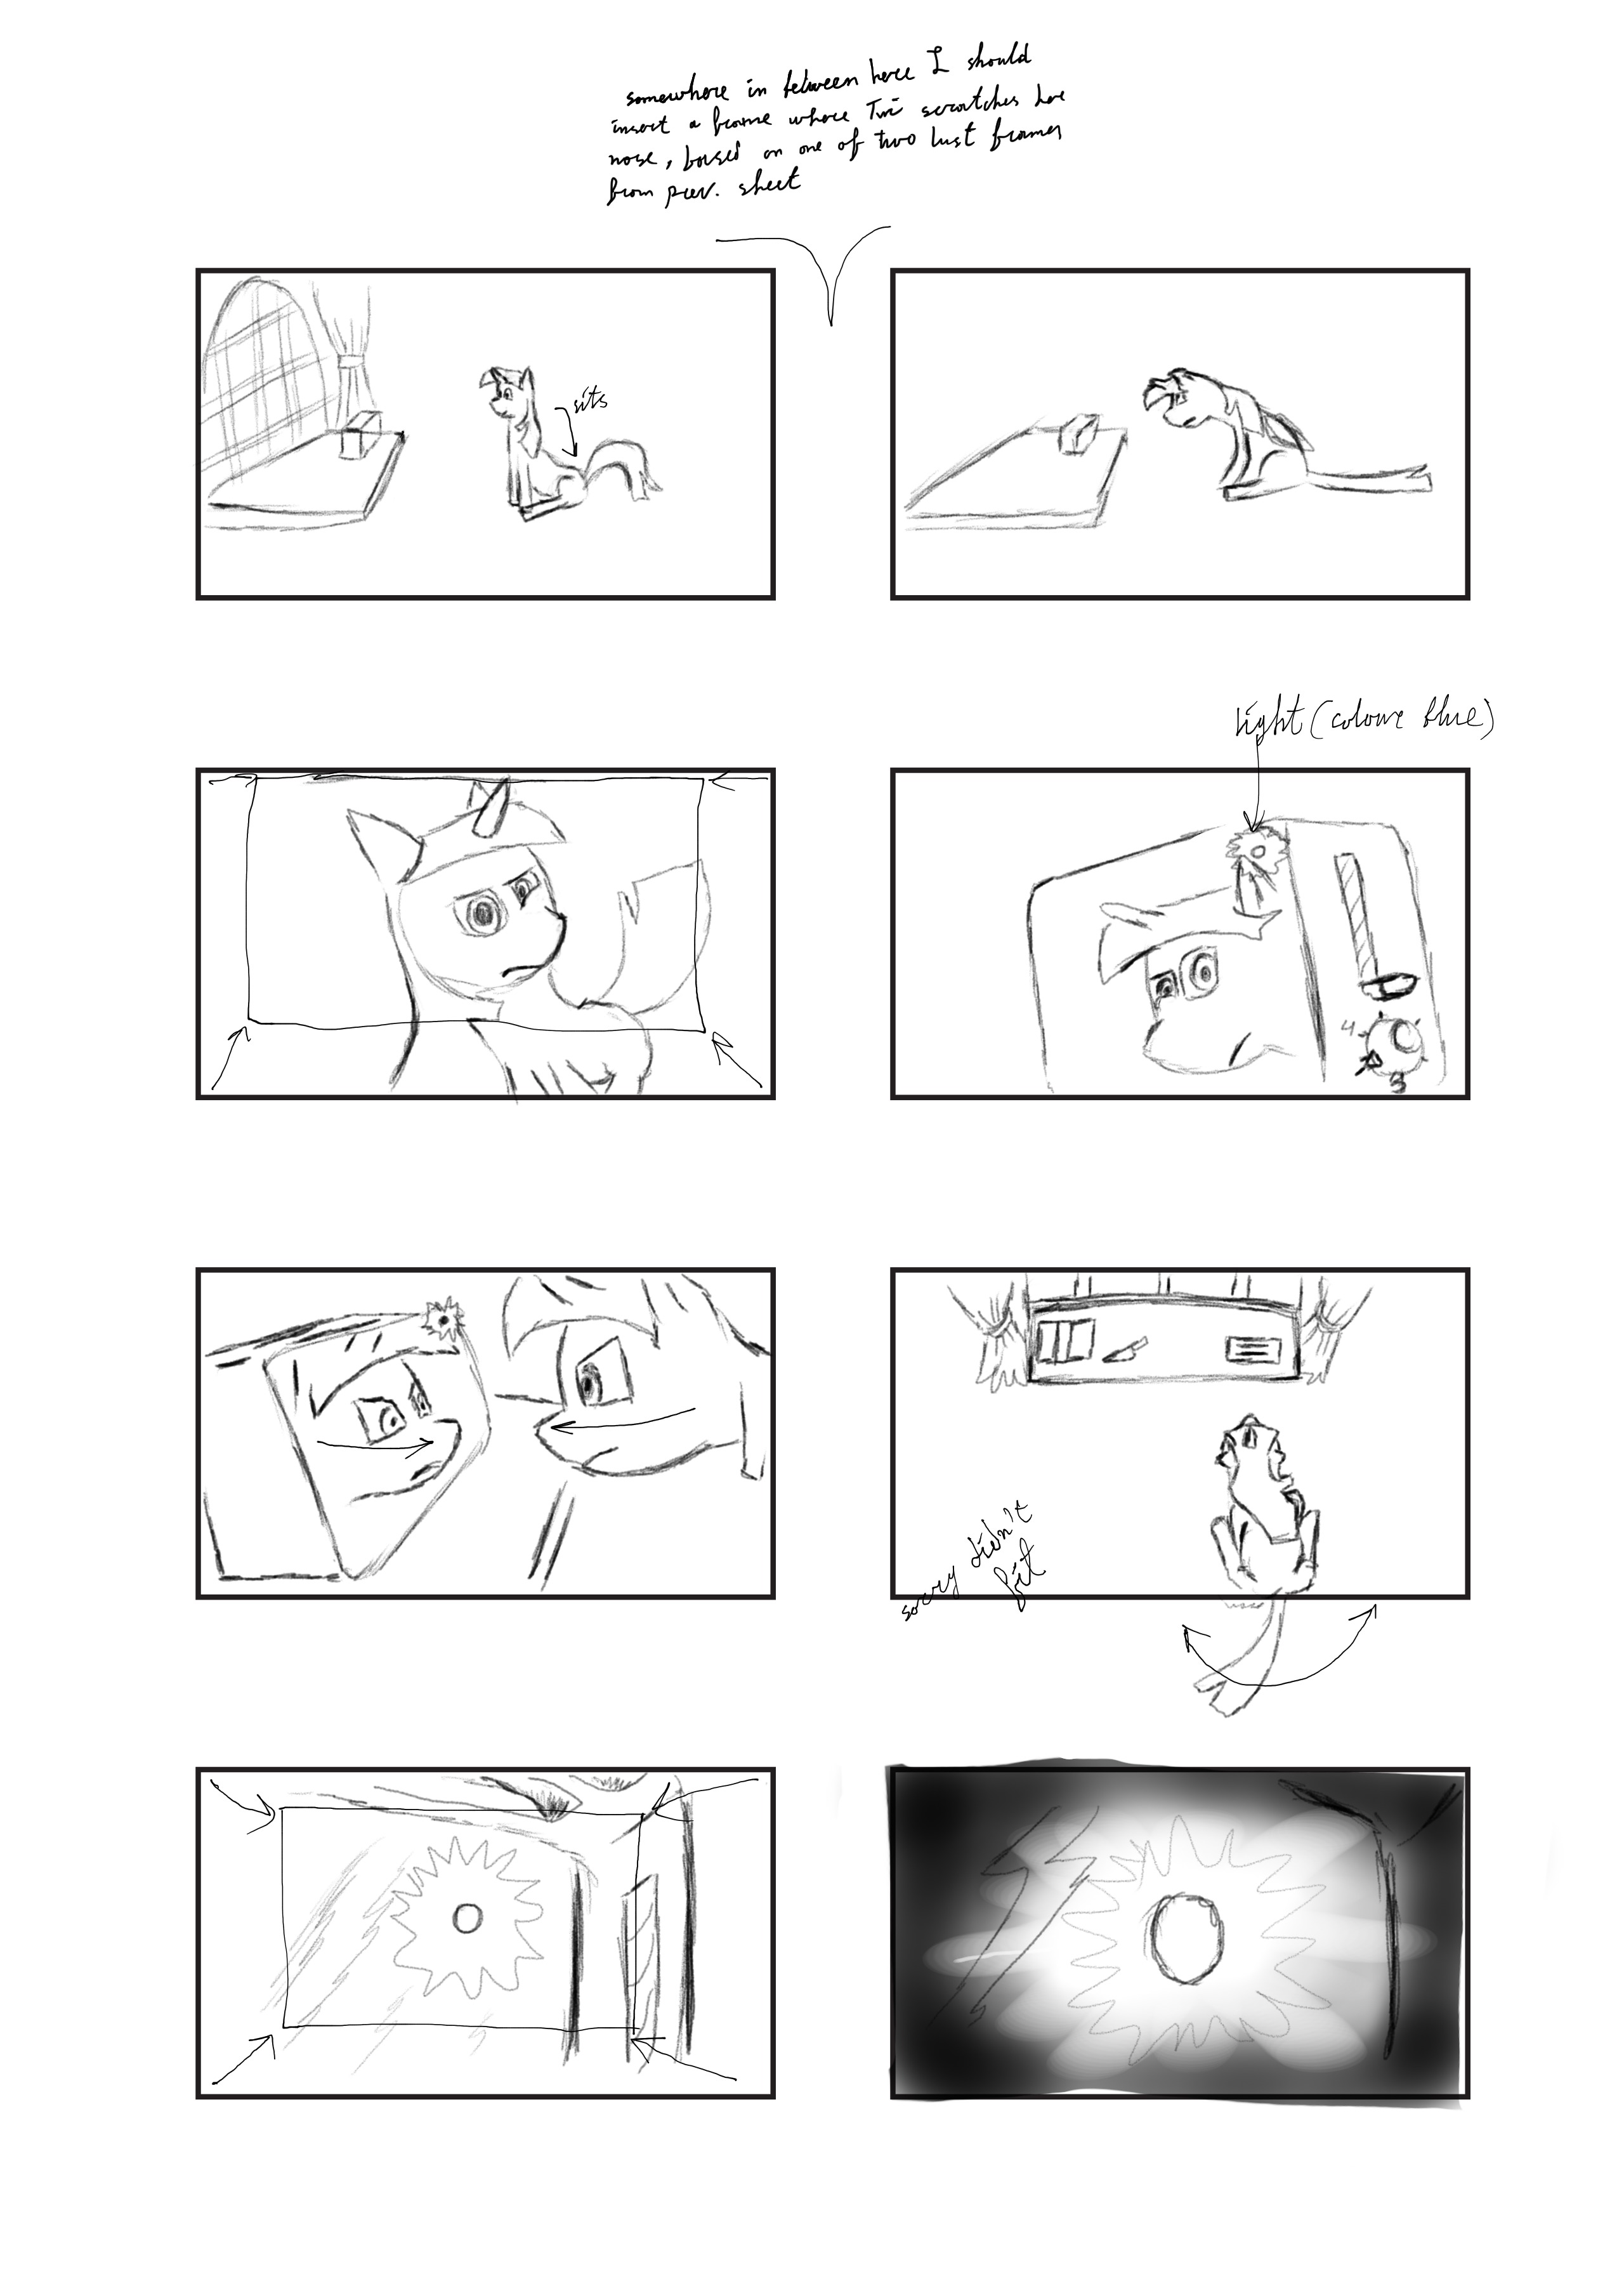 somewhere in between here I should
insert a frame where Twi scratches her
nose, based on one of two last frames
from prev. sheet
sits
light (colour blue)
4
3
sorry didn't
fit